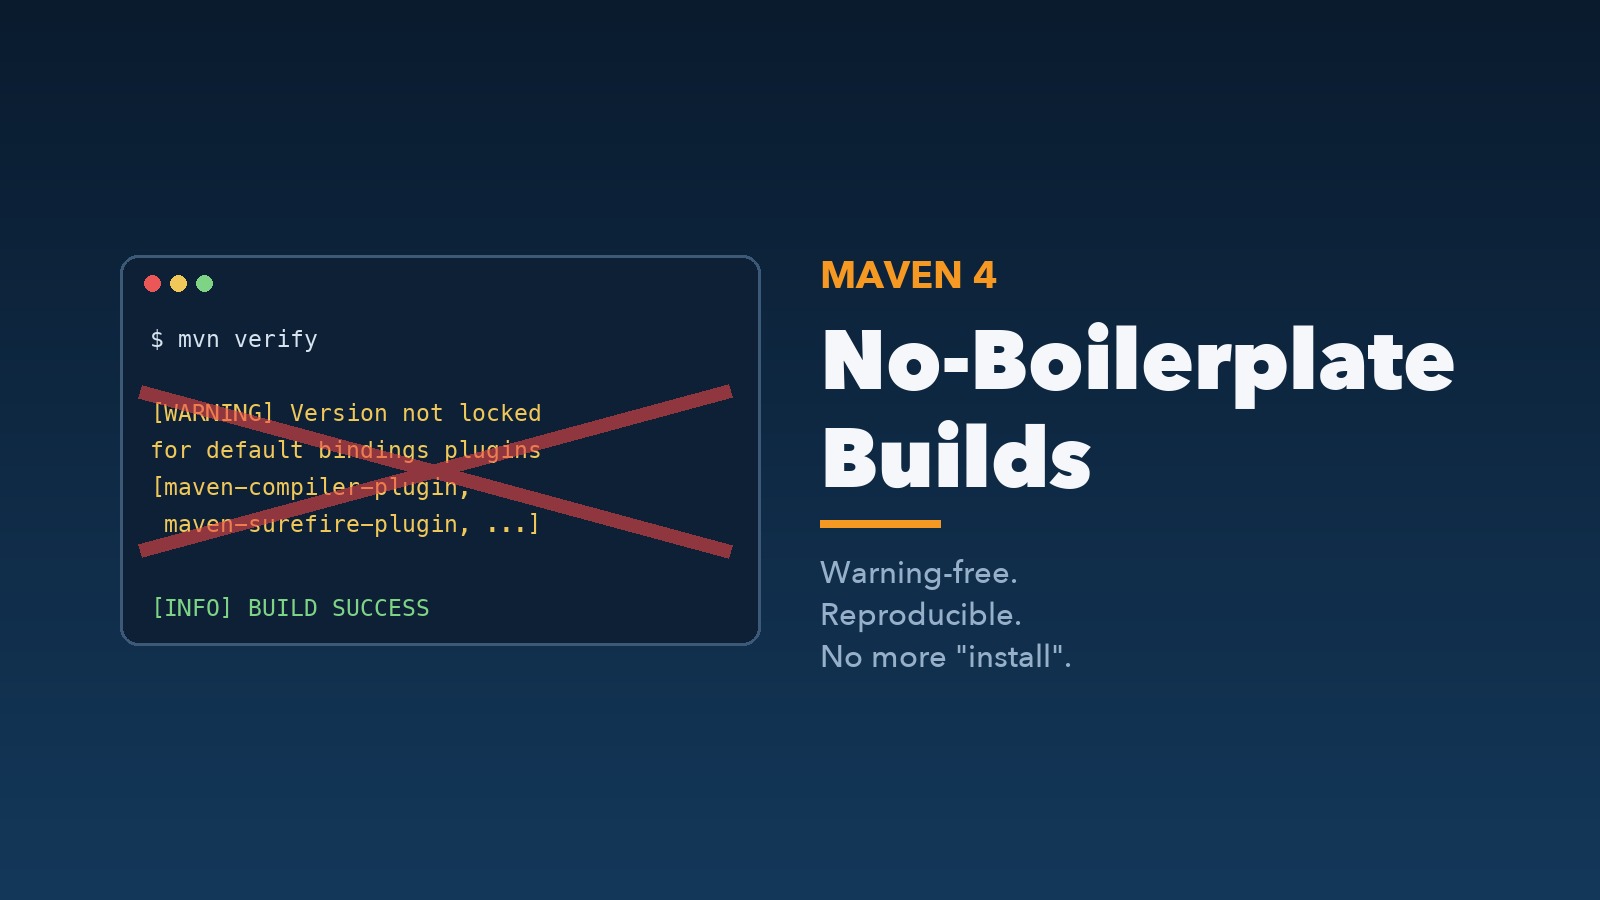 $ mvn verify
[WARNING] Version not locked
for default bindings plugins
[maven-compiler-plugin,
maven-surefire-plugin, ...]
[INFO] BUILD SUCCESS
MAVEN 4
No-Boilerplate
Builds
Warning-free.
Reproducible.
No more "install".